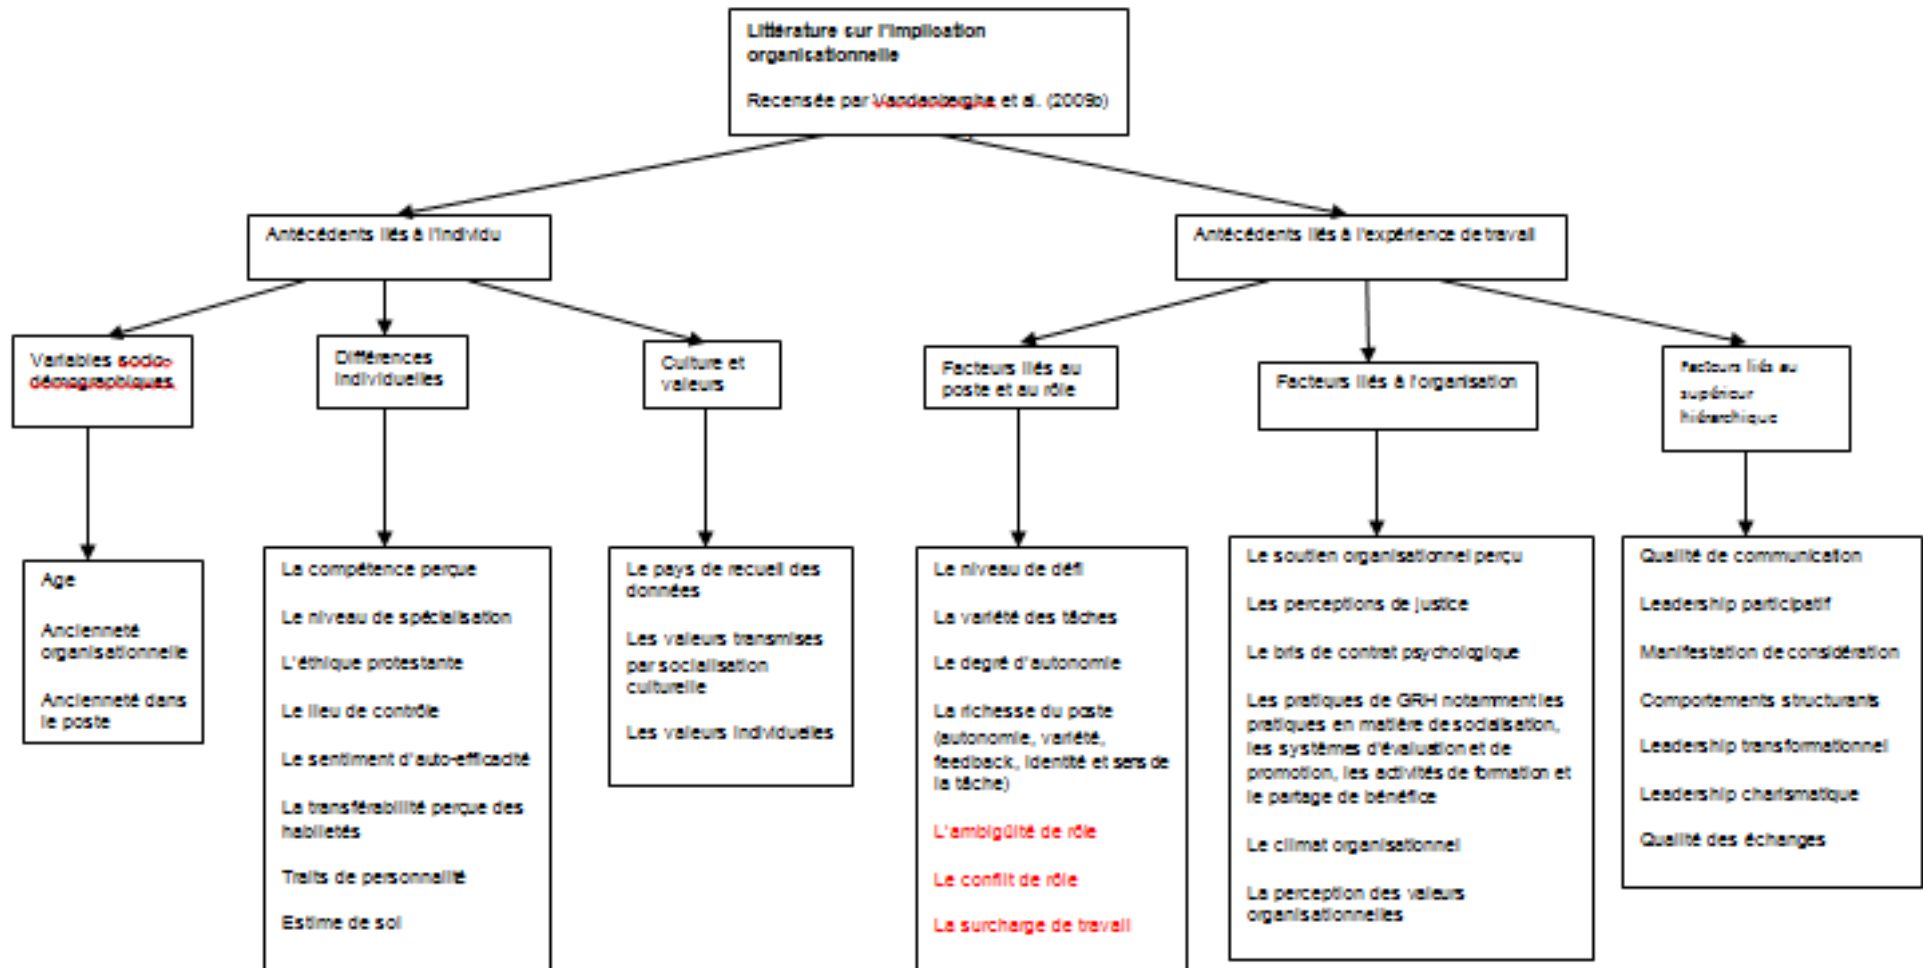 Littérature sur l'implication
organisationnelle
Recensée par Vandenberghe et al. (2009b)
Antécédents liés à l'individu
Antécédents liés à l'expérience de travail
Variables socio-
démographiques
Différences
individuelles
Culture et
valeurs
Facteurs liés au
poste et au rôle
Facteurs liés à l'organisation
Facteurs liés au
supérieur
hiérarchique
Age
Ancienneté
organisationnelle
Ancienneté dans
le poste
La compétence perçue
Le niveau de spécialisation
L'éthique protestante
Le lieu de contrôle
Le sentiment d'auto-efficacité
La transférabilité perçue des
habiletés
Traits de personnalité
Estime de soi
Le pays de recueil des
données
Les valeurs transmises
par socialisation
culturelle
Les valeurs individuelles
Le niveau de défi
La variété des tâches
Le degré d'autonomie
La richesse du poste
(autonomie, variété,
feedback, identité et sens de
la tâche)
L'ambigüité de rôle
Le conflit de rôle
La surcharge de travail
Le soutien organisationnel perçu
Les perceptions de justice
Le bris de contrat psychologique
Les pratiques de GRH notamment les
pratiques en matière de socialisation,
les systèmes d'évaluation et de
promotion, les activités de formation et
le partage de bénéfice
Le climat organisationnel
La perception des valeurs
organisationnelles
Qualité de communication
Leadership participatif
Manifestation de considération
Comportements structurants
Leadership transformationnel
Leadership charismatique
Qualité des échanges